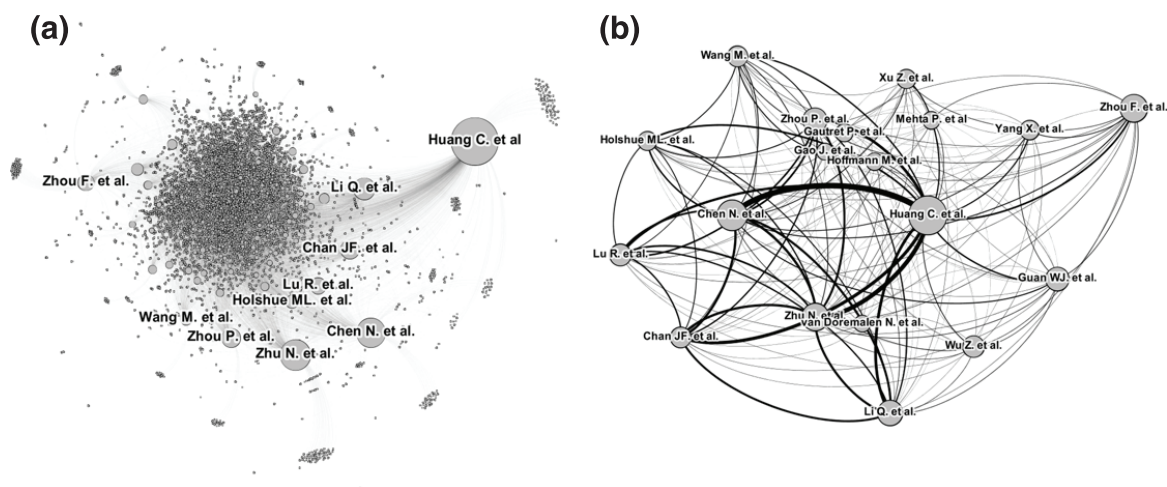 (a)
Huang C. et al
Zhou F. et al.
Li Q. et al.
Chan JF. et al.
Lu R. et al.
Holshue ML. et al.
Wang M. et al.
Chen N. et al.
Zhou P. et al.
Zhu N. et al.
(b)
Wang M. et al.
Xu Z. et al.
Zhou F. et al.
Zhou P. et al.
Mehta P. et al
Yang X. et al.
Gautret P. et al.
Holshue ML. et al.
Gao J. et al.
Hoffmann M. et al.
Chen N. et al.
Huang C. et al.
Lu R. et al.
Guan WJ. et al.
Zhu N. et al.
van Doremalen N. et al.
Chan JF. et al.
Wu Z. et al.
Li Q. et al.